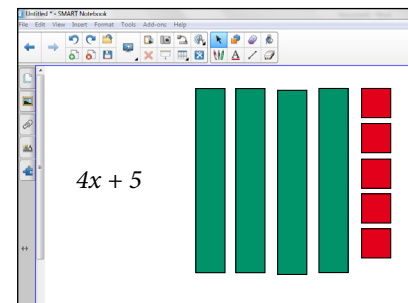 Untitled * - SMART Notebook
File Edit View Insert Format Tools Add-ons Help
4x + 5